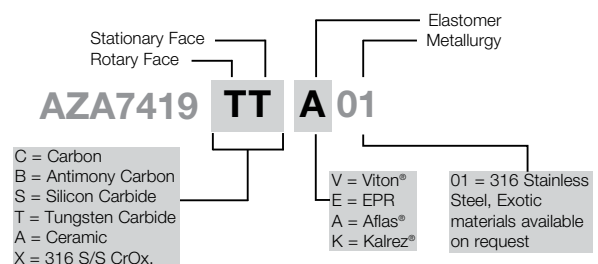 Stationary Face
Rotary Face
Elastomer
Metallurgy
AZA7419 TT A 01
C = Carbon
B = Antimony Carbon
S = Silicon Carbide
T = Tungsten Carbide
A = Ceramic
X = 316 S/S CrOx.
V = Viton®
E = EPR
A = Aflas®
K = Kalrez®
01 = 316 Stainless
Steel, Exotic
materials available
on request